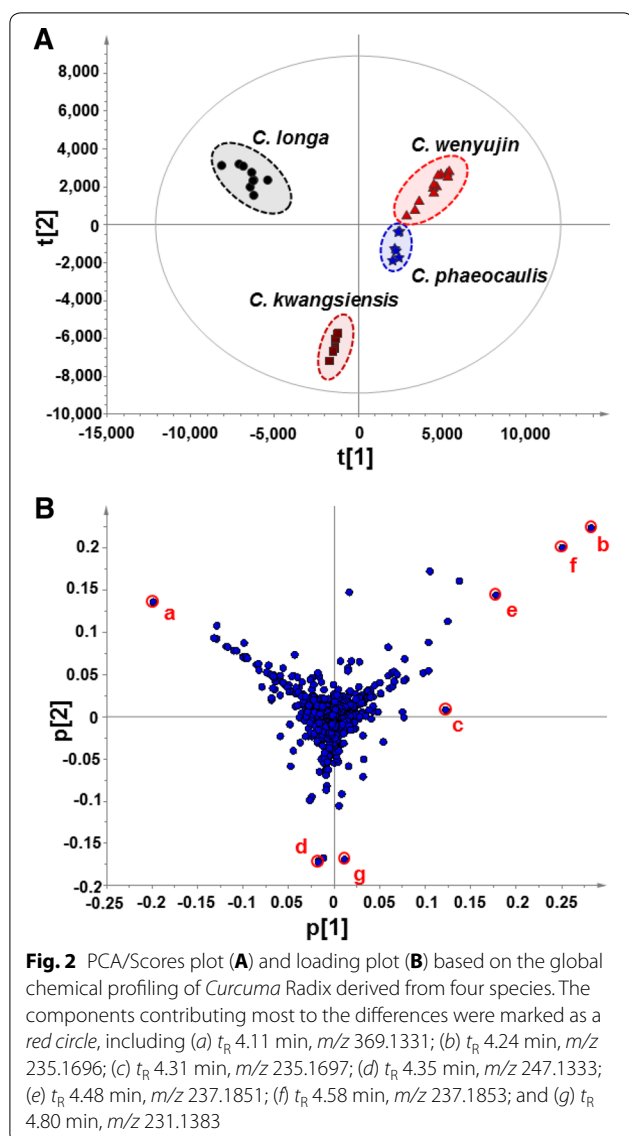 A
8,000
6,000
4,000
2,000
0
-2,000
-4,000
-6,000
-8,000
-10,000
t[2]
C. longa
C. wenyujin
C. phaeocaulis
C. kwangsiensis
-15,000 -10,000 -5,000 0 5,000 10,000
t[1]
B
0.2
0.15
0.1
0.05
0
-0.05
-0.1
-0.15
-0.2
p[2]
a
b
f
e
c
d
g
-0.25 -0.2 -0.15 -0.1 -0.05 0 0.05 0.1 0.15 0.2 0.25
p[1]
Fig. 2 PCA/Scores plot (A) and loading plot (B) based on the global
chemical profiling of Curcuma Radix derived from four species. The
components contributing most to the differences were marked as a
red circle, including (a) tR 4.11 min, m/z 369.1331; (b) tR 4.24 min, m/z
235.1696; (c) tR 4.31 min, m/z 235.1697; (d) tR 4.35 min, m/z 247.1333;
(e) tR 4.48 min, m/z 237.1851; (f) tR 4.58 min, m/z 237.1853; and (g) tR
4.80 min, m/z 231.1383